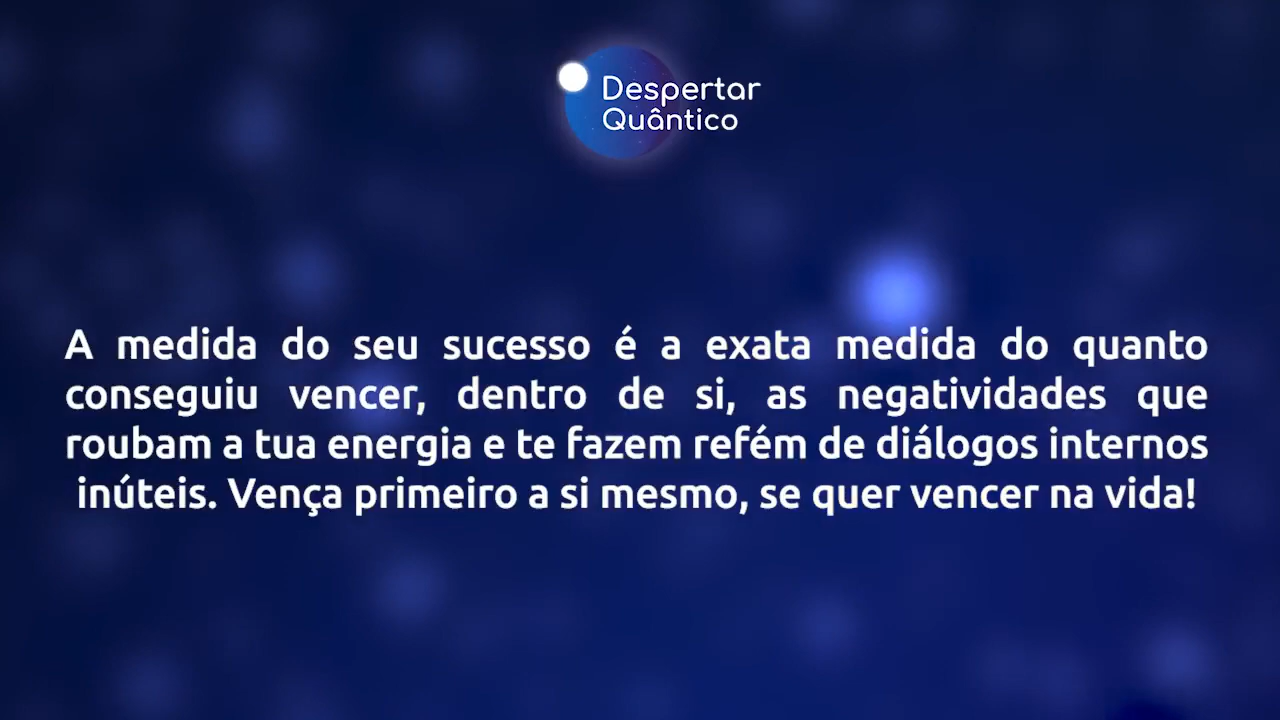 Despertar
Quântico
A medida do seu sucesso é a exata medida do quanto
conseguiu vencer, dentro de si, as negatividades que
roubam a tua energia e te fazem refém de diálogos internos
inúteis. Vença primeiro a si mesmo, se quer vencer na vida!